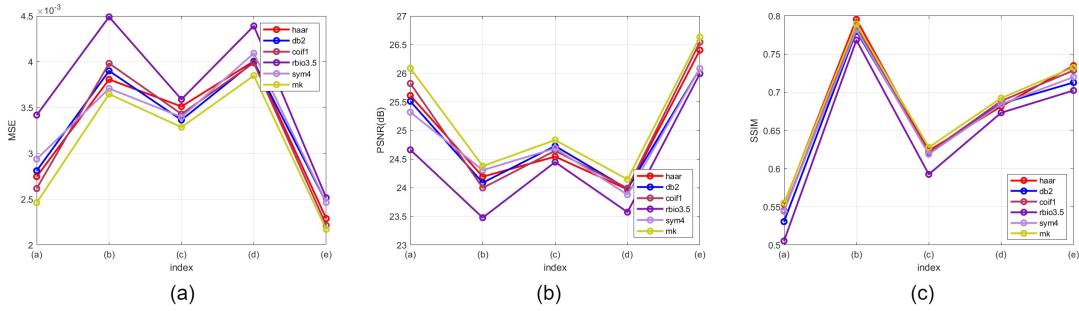 ×10⁻³
4.5
4
3.5
3
2.5
2
MSE
(a) (b) (c) (d) (e)
index
haar
db2
coif1
rbio3.5
sym4
mk
(a)
27
26.5
26
25.5
25
24.5
24
23.5
23
PSNR(dB)
(a) (b) (c) (d) (e)
index
haar
db2
coif1
rbio3.5
sym4
mk
(b)
0.8
0.75
0.7
0.65
0.6
0.55
0.5
SSIM
(a) (b) (c) (d) (e)
index
haar
db2
coif1
rbio3.5
sym4
mk
(c)